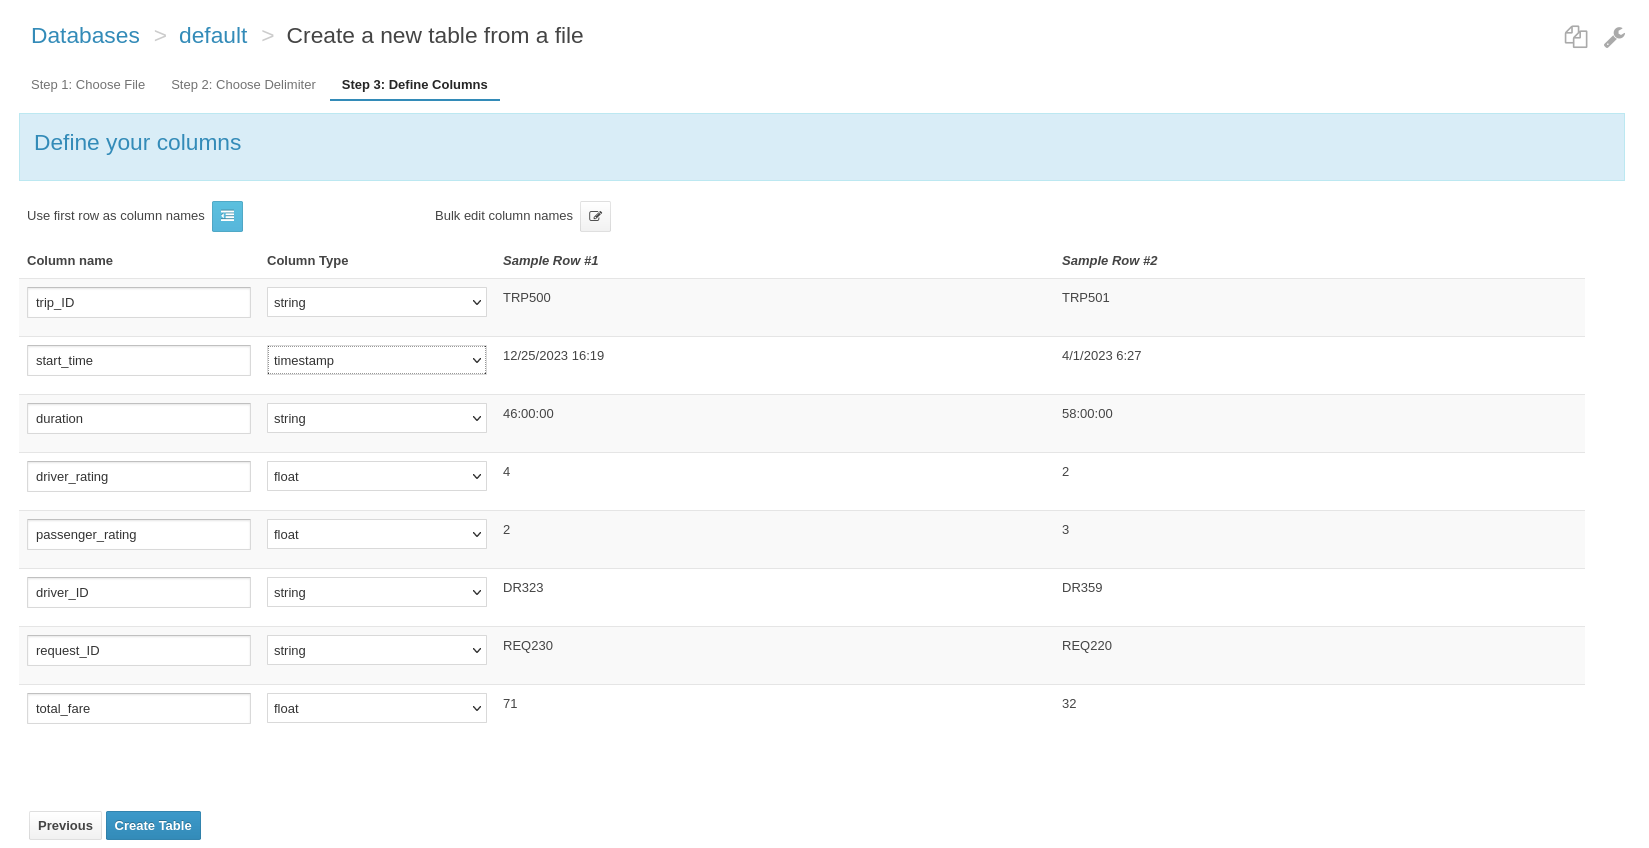 Databases > default > Create a new table from a file
Step 1: Choose File Step 2: Choose Delimiter Step 3: Define Columns
Define your columns
Use first row as column names Bulk edit column names
Column name Column Type Sample Row #1 Sample Row #2
trip_ID string TRP500 TRP501
start_time timestamp 12/25/2023 16:19 4/1/2023 6:27
duration string 46:00:00 58:00:00
driver_rating float 4 2
passenger_rating float 2 3
driver_ID string DR323 DR359
request_ID string REQ230 REQ220
total_fare float 71 32
Previous Create Table